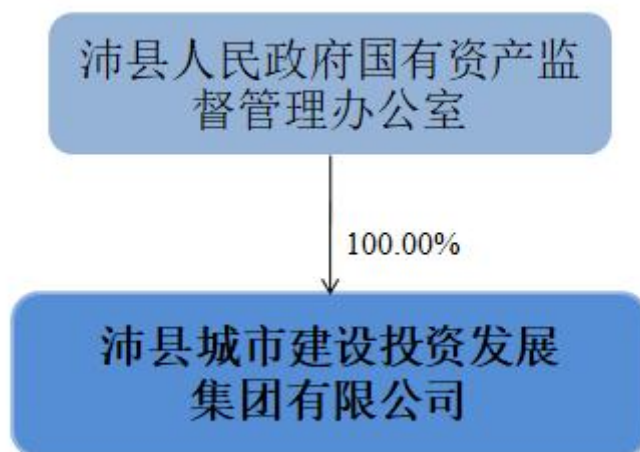 沛县人民政府国有资产监
督管理办公室
100.00%
沛县城市建设投资发展
集团有限公司